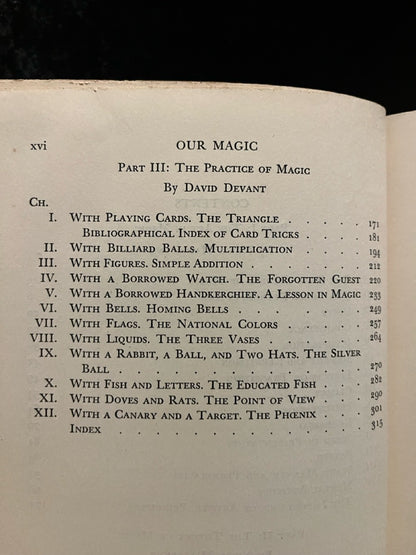 xvi OUR MAGIC
Part III: The Practice of Magic
By David Devant
Ch.
I. With Playing Cards. The Triangle . . . . . 171
Bibliographical Index of Card Tricks . . . . 181
II. With Billiard Balls. Multiplication . . . . 194
III. With Figures. Simple Addition . . . . . . 212
IV. With a Borrowed Watch. The Forgotten Guest 220
V. With a Borrowed Handkerchief. A Lesson in Magic 233
VI. With Bells. Homing Bells . . . . . . . 249
VII. With Flags. The National Colors . . . . . 257
VIII. With Liquids. The Three Vases . . . . . 264
IX. With a Rabbit, a Ball, and Two Hats. The Silver
Ball . . . . . . . . . . . . 270
X. With Fish and Letters. The Educated Fish . . . 282
XI. With Doves and Rats. The Point of View . . . 290
XII. With a Canary and a Target. The Phœnix . . . 301
Index . . . . . . . . . . . . 315